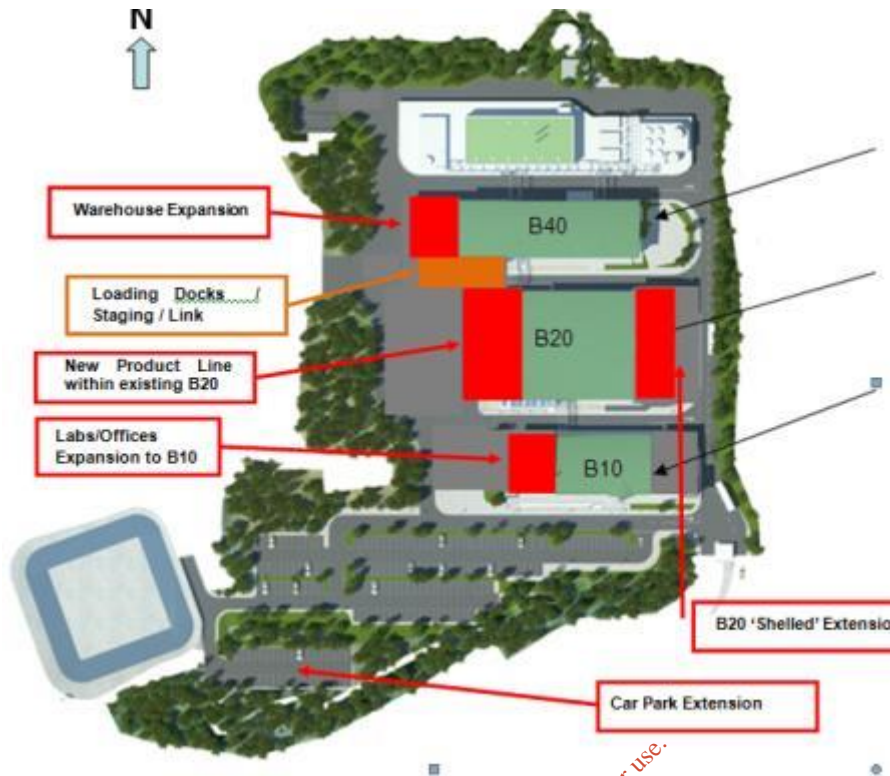 N
Warehouse Expansion
B40
Loading Docks /
Staging / Link
B20
New Product Line
within existing B20
Labs/Offices
Expansion to B10
B10
B20 ‘Shelled’ Extensio
Car Park Extension
use.